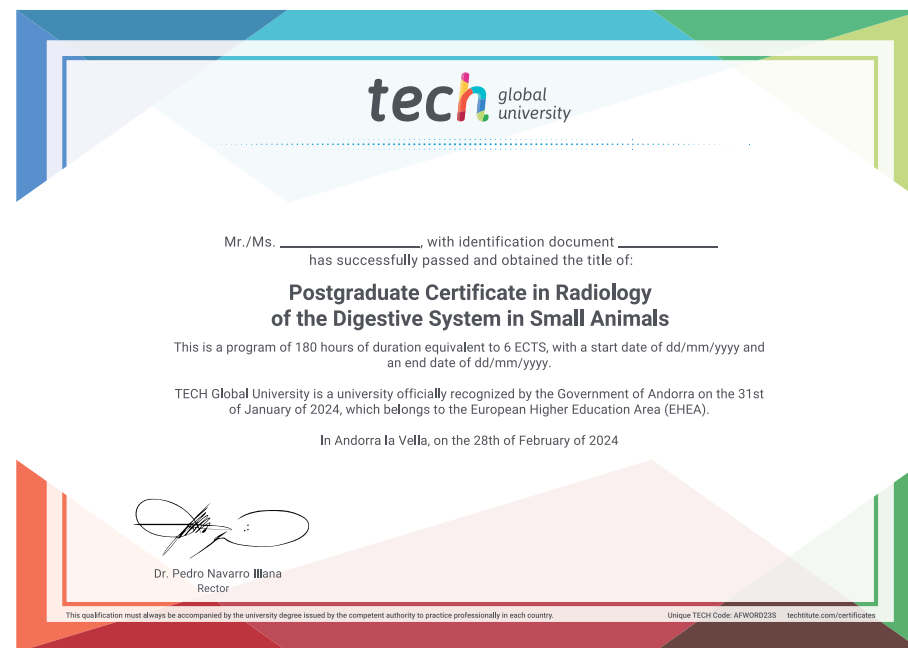 tech global university
Mr./Ms. ____________, with identification document ____________
has successfully passed and obtained the title of:
Postgraduate Certificate in Radiology
of the Digestive System in Small Animals
This is a program of 180 hours of duration equivalent to 6 ECTS, with a start date of dd/mm/yyyy and
an end date of dd/mm/yyyy.
TECH Global University is a university officially recognized by the Government of Andorra on the 31st
of January of 2024, which belongs to the European Higher Education Area (EHEA).
In Andorra la Vella, on the 28th of February of 2024
Dr. Pedro Navarro Illana
Rector
This qualification must always be accompanied by the university degree issued by the competent authority to practice professionally in each country.
Unique TECH Code: AFWORD23S techtitute.com/certificates